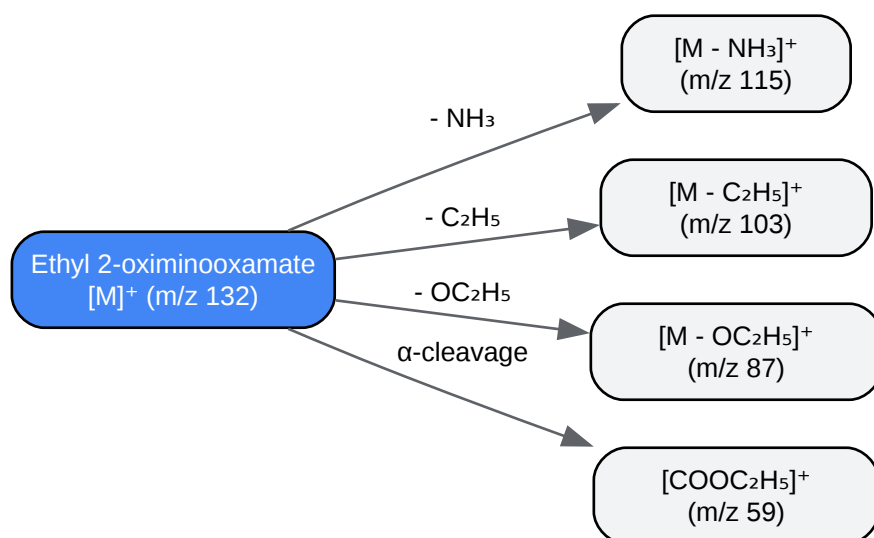 [M - NH₃]⁺
(m/z 115)
- NH₃
[M - C₂H₅]⁺
(m/z 103)
- C₂H₅
Ethyl 2-oximinooxamate
[M]⁺ (m/z 132)
- OC₂H₅
[M - OC₂H₅]⁺
(m/z 87)
α-cleavage
[COOC₂H₅]⁺
(m/z 59)